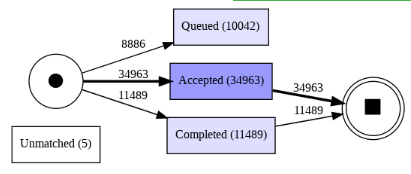 Queued (10042)
8886
34963
Accepted (34963)
34963
11489
11489
Completed (11489)
Unmatched (5)